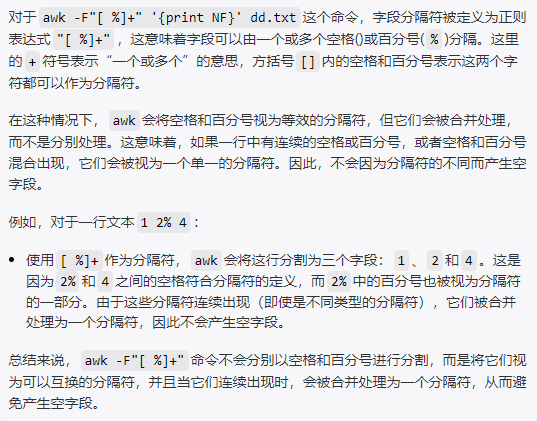 对于 awk -F"[ %]+" '{print NF}' dd.txt 这个命令，字段分隔符被定义为正则
表达式 "[ %]+" ，这意味着字段可以由一个或多个空格()或百分号( % )分隔。这里
的 + 符号表示“一个或多个”的意思，方括号 [] 内的空格和百分号表示这两个字
符都可以作为分隔符。
在这种情况下， awk 会将空格和百分号视为等效的分隔符，但它们会被合并处理，
而不是分别处理。这意味着，如果一行中有连续的空格或百分号，或者空格和百分号
混合出现，它们会被视为一个单一的分隔符。因此，不会因为分隔符的不同而产生空
字段。
例如，对于一行文本 1 2% 4 ：
• 使用 [ %]+ 作为分隔符， awk 会将这行分割为三个字段： 1 、 2 和 4 。这是
因为 2% 和 4 之间的空格符合分隔符的定义，而 2% 中的百分号也被视为分隔符
的一部分。由于这些分隔符连续出现（即使是不同类型的分隔符），它们被合并
处理为一个分隔符，因此不会产生空字段。
总结来说， awk -F"[ %]+" 命令不会分别以空格和百分号进行分割，而是将它们视
为可以互换的分隔符，并且当它们连续出现时，会被合并处理为一个分隔符，从而避
免产生空字段。